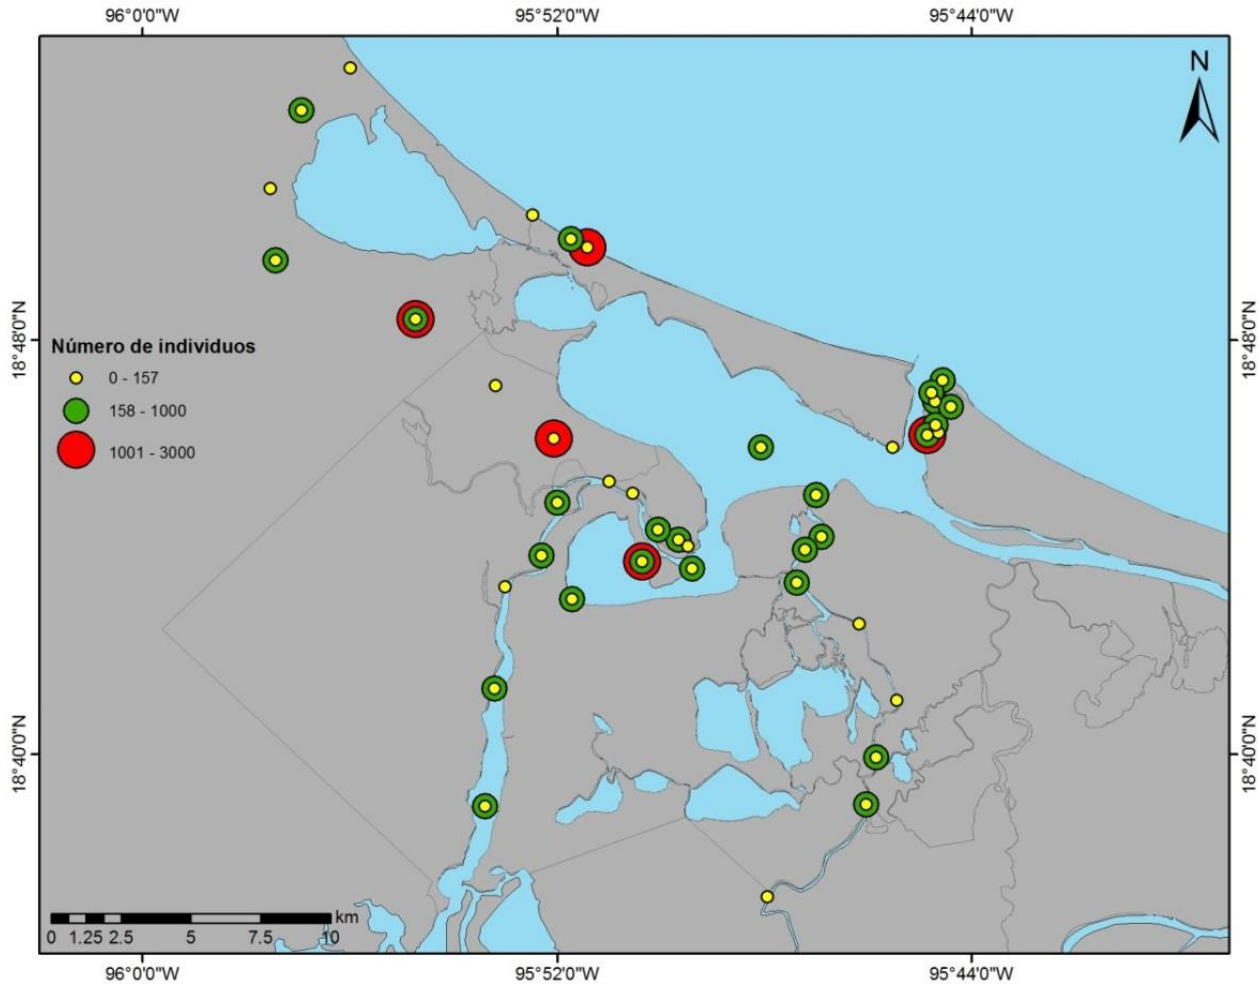 96°0'0"W 95°52'0"W 95°44'0"W
N
18°48'0"N 18°48'0"N
Número de individuos
0 - 157
158 - 1000
1001 - 3000
18°40'0"N 18°40'0"N
km
0 1.25 2.5 5 7.5 10
96°0'0"W 95°52'0"W 95°44'0"W